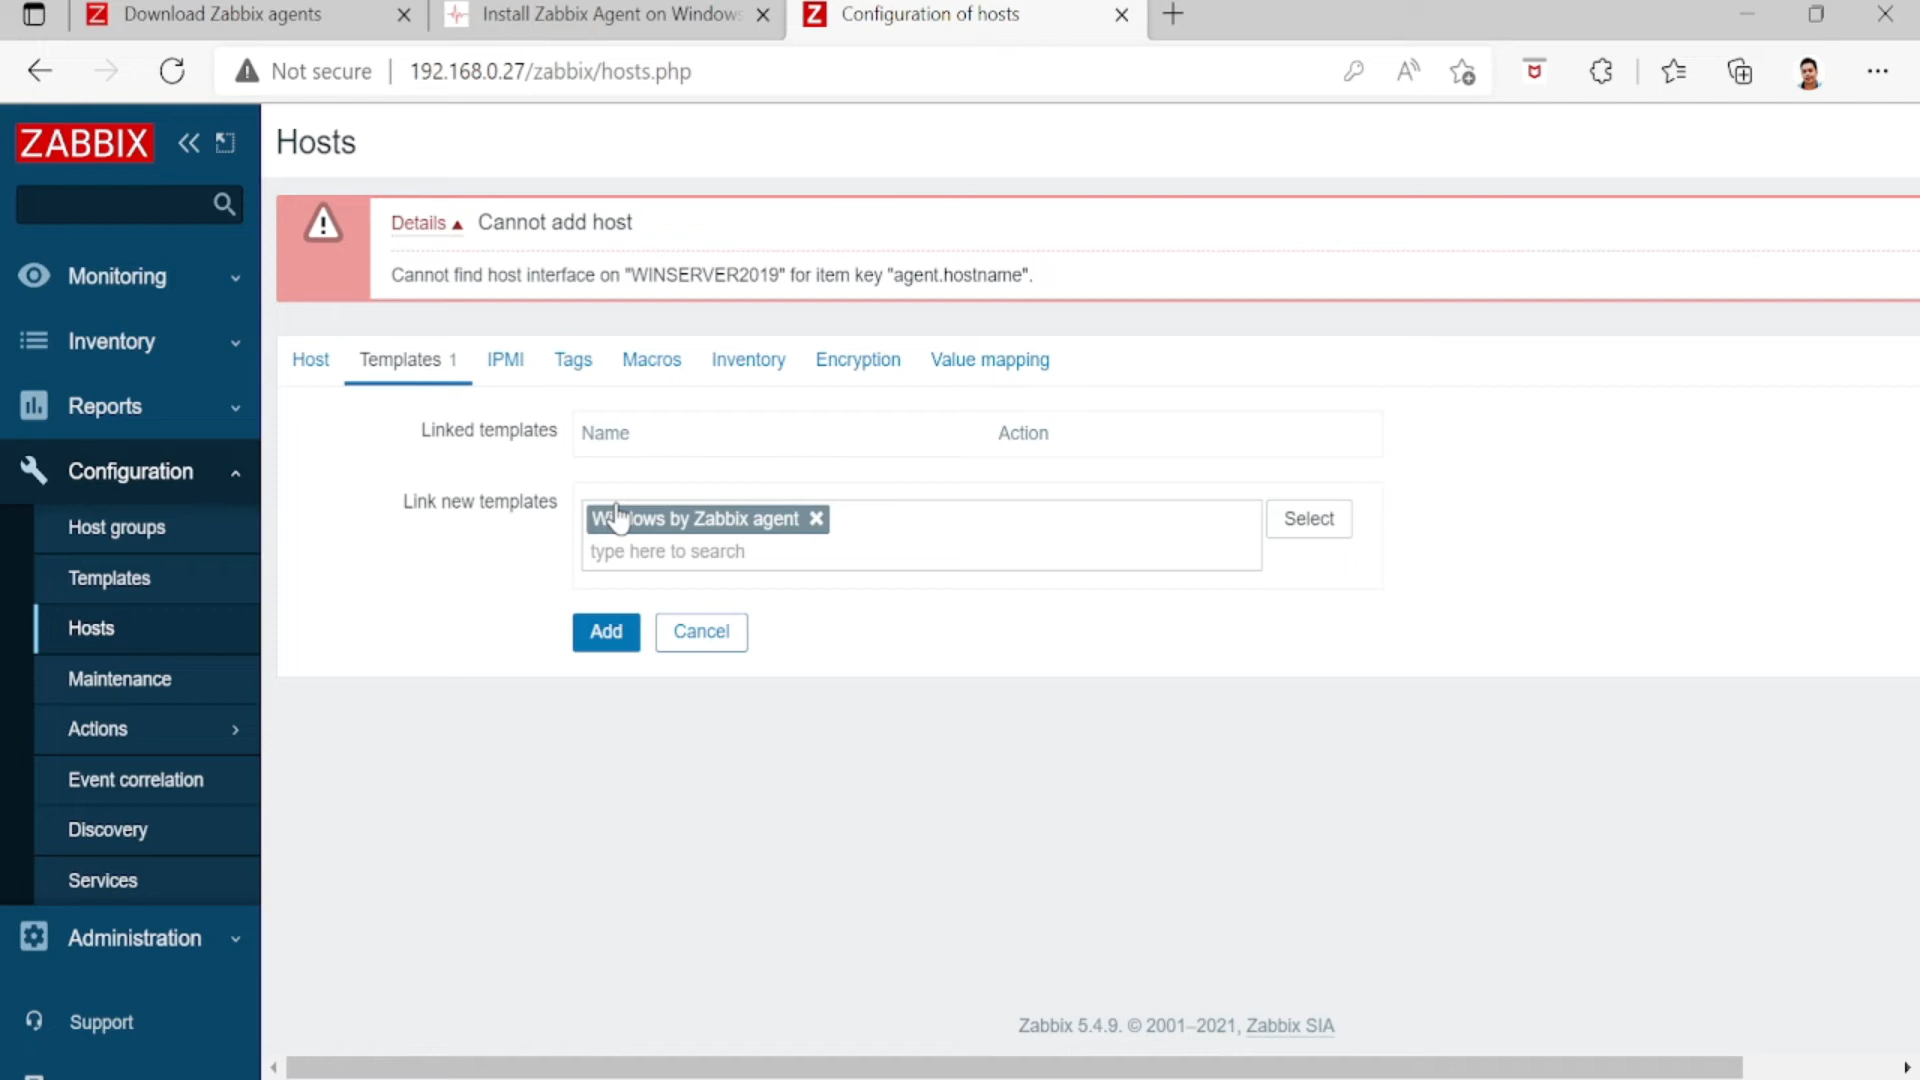 Download Zabbix agents
Install Zabbix Agent on Windows
Configuration of hosts
Not secure
192.168.0.27/zabbix/hosts.php
ZABBIX
Hosts
Details Cannot add host
Cannot find host interface on "WINSERVER2019" for item key "agent.hostname".
Monitoring
Inventory
Reports
Configuration
Host groups
Templates
Hosts
Maintenance
Actions
Event correlation
Discovery
Services
Administration
Support
Host Templates 1 IPMI Tags Macros Inventory Encryption Value mapping
Linked templates Name Action
Link new templates
Windows by Zabbix agent
Select
type here to search
Add Cancel
Zabbix 5.4.9. © 2001–2021, Zabbix SIA